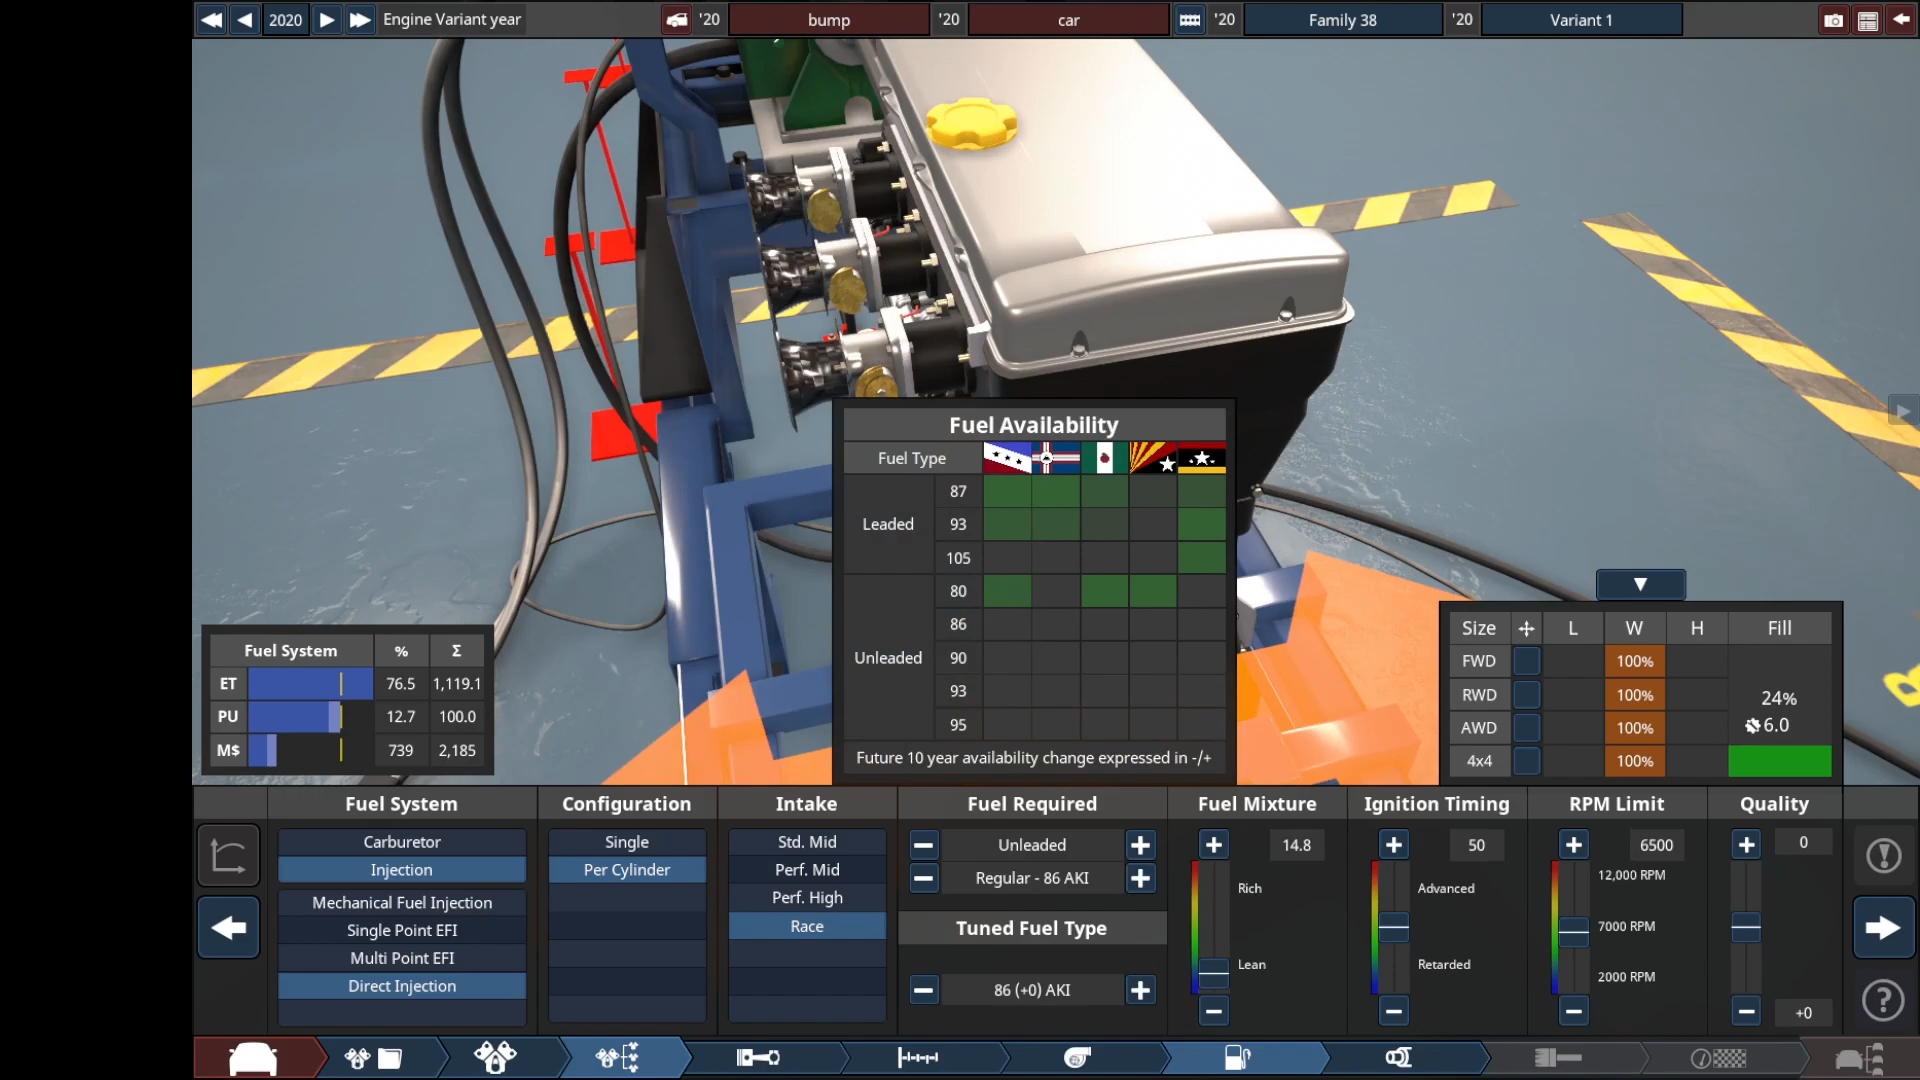 2020 Engine Variant year '20 bump '20 car '20 Family 38 '20 Variant 1
Fuel Availability
Fuel Type
Leaded
87
93
105
Unleaded
80
86
90
93
95
Future 10 year availability change expressed in -/+
Fuel System % Σ
ET 76.5 1,119.1
PU 12.7 100.0
M$ 739 2,185
Size L W H Fill
FWD 100%
RWD 100%
AWD 100%
4x4 100%
24%
6.0
Fuel System
Carburetor
Injection
Mechanical Fuel Injection
Single Point EFI
Multi Point EFI
Direct Injection
Configuration
Single
Per Cylinder
Intake
Std. Mid
Perf. Mid
Perf. High
Race
Fuel Required
Unleaded
Regular - 86 AKI
Tuned Fuel Type
86 (+0) AKI
Fuel Mixture
14.8
Rich
Lean
Ignition Timing
50
Advanced
Retarded
RPM Limit
6500
12,000 RPM
7000 RPM
2000 RPM
Quality
0
+0